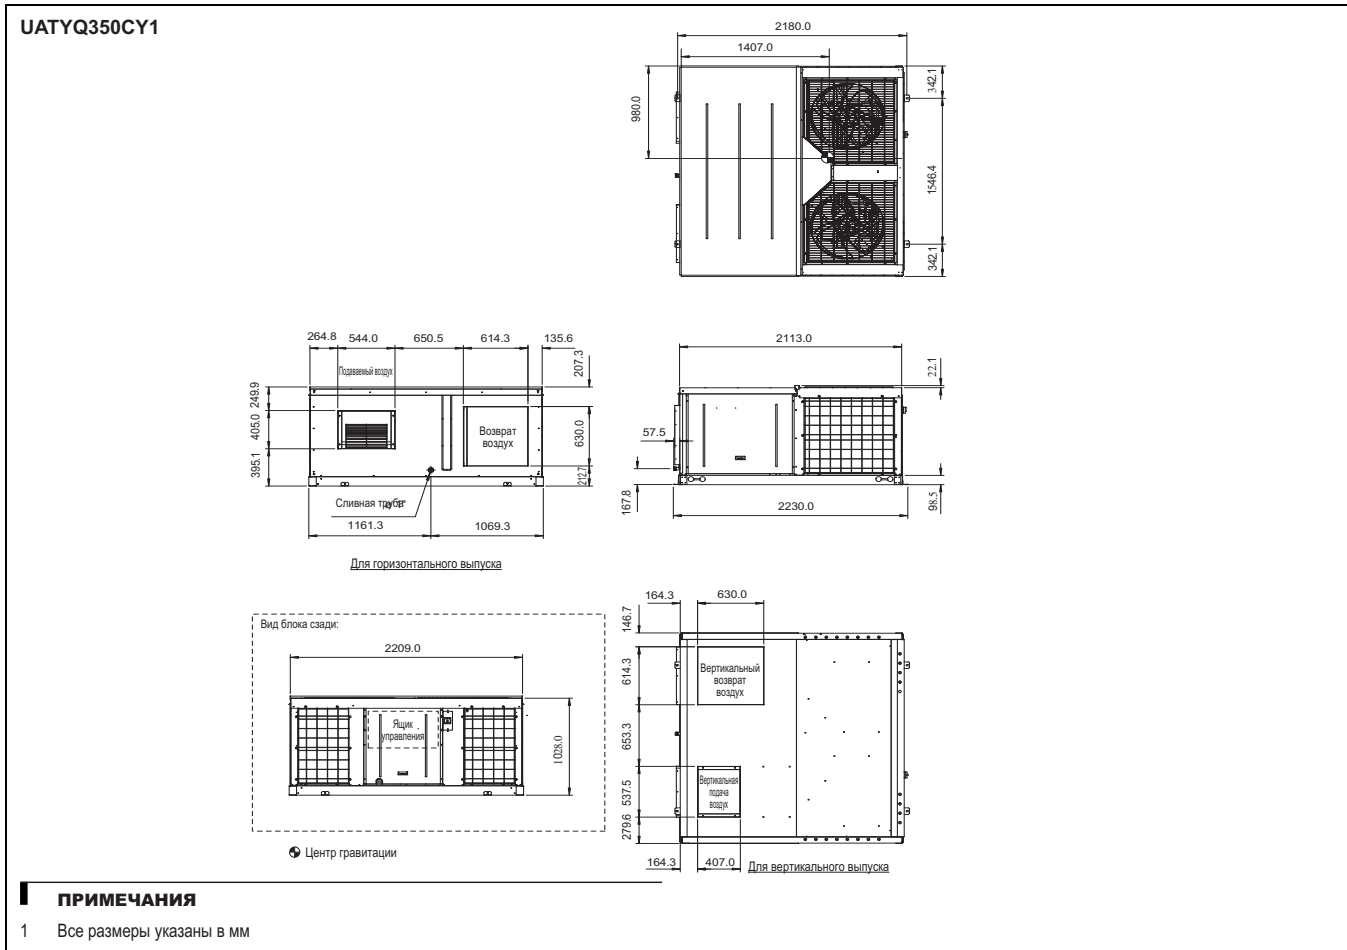 UATYQ350CY1
2180.0
1407.0
980.0
342.1
1546.4
342.1
264.8 544.0 650.5 614.3 135.6
207.3
Подаваемый воздух
249.9
405.0
395.1
Возврат
воздух
630.0
212.7
Сливная труба
1161.3 1069.3
Для горизонтального выпуска
2113.0
22.1
57.5
167.8
98.5
2230.0
Вид блока сзади:
2209.0
Ящик
управления
1028.0
Центр гравитации
164.3 630.0
146.7
614.3
653.3
537.5
279.6
Вертикальный
возврат
воздух
Вертикальная
подача
воздух
164.3 407.0
Для вертикального выпуска
ПРИМЕЧАНИЯ
1 Все размеры указаны в мм